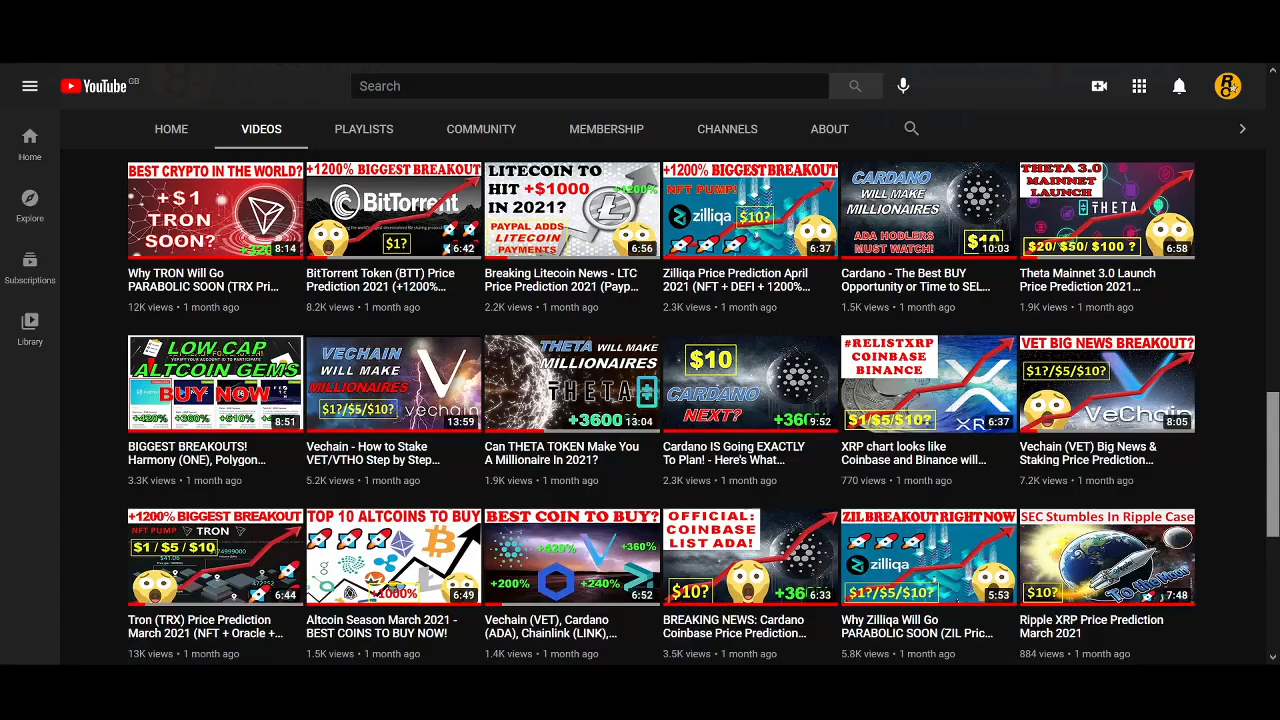 YouTube GB
Search
HOME
VIDEOS
PLAYLISTS
COMMUNITY
MEMBERSHIP
CHANNELS
ABOUT
Home
Explore
Subscriptions
Library
BEST CRYPTO IN THE WORLD?
+$1
TRON
SOON?
8:14
Why TRON Will Go
PARABOLIC SOON (TRX Pri...
12K views • 1 month ago
+1200% BIGGEST BREAKOUT
BitTorrent
$1?
6:42
BitTorrent Token (BTT) Price
Prediction 2021 (+1200%...
8.2K views • 1 month ago
LITECOIN TO
HIT +$1000
IN 2021?
+1200%
PAYPAL ADDS
LITECOIN
PAYMENTS
6:56
Breaking Litecoin News - LTC
Price Prediction 2021 (Payp...
2.2K views • 1 month ago
+1200% BIGGEST BREAKOUT
NFT PUMP!
zilliqa
$10?
6:37
Zilliqa Price Prediction April
2021 (NFT + DEFI + 1200%...
2.3K views • 1 month ago
CARDANO
WILL MAKE
MILLIONAIRES
ADA HODLERS
MUST WATCH!
10:03
Cardano - The Best BUY
Opportunity or Time to SEL...
1.5K views • 1 month ago
THETA 3.0
MAINNET
LAUNCH
THETA
$20/ $50/ $100 ?
6:58
Theta Mainnet 3.0 Launch
Price Prediction 2021...
1.9K views • 1 month ago
LOW CAP
ALTCOIN GEMS
BUY NOW
8:51
BIGGEST BREAKOUTS!
Harmony (ONE), Polygon...
3.3K views • 1 month ago
VECHAIN
WILL MAKE
MILLIONAIRES
$1?/$5/$10?
vechain
13:59
Vechain - How to Stake
VET/VTHO Step by Step...
5.2K views • 1 month ago
THETA WILL MAKE
MILLIONAIRES
THETA
+3600
13:04
Can THETA TOKEN Make You
A Millionaire In 2021?
1.9K views • 1 month ago
$10
CARDANO
NEXT?
9:52
Cardano IS Going EXACTLY
To Plan! - Here's What...
2.3K views • 1 month ago
#RELISTXRP
COINBASE
BINANCE
$1/$5/$10?
XR
6:37
XRP chart looks like
Coinbase and Binance will...
770 views • 1 month ago
VET BIG NEWS BREAKOUT?
$1?/$5/$10?
VeChain
8:05
Vechain (VET) Big News &
Staking Price Prediction...
7.2K views • 1 month ago
+1200% BIGGEST BREAKOUT
NFT PUMP
TRON
$1 / $5 / $10
6:44
Tron (TRX) Price Prediction
March 2021 (NFT + Oracle +...
13K views • 1 month ago
TOP 10 ALTCOINS TO BUY
+1000%
6:49
Altcoin Season March 2021 -
BEST COINS TO BUY NOW!
1.5K views • 1 month ago
BEST COIN TO BUY?
+420%
+360%
+200%
+240%
6:52
Vechain (VET), Cardano
(ADA), Chainlink (LINK),...
1.4K views • 1 month ago
OFFICIAL:
COINBASE
LIST ADA!
$10?
6:33
BREAKING NEWS: Cardano
Coinbase Price Prediction...
3.5K views • 1 month ago
ZIL BREAKOUT RIGHT NOW
zilliqa
$1?/$5/$10?
5:53
Why Zilliqa Will Go
PARABOLIC SOON (ZIL Pric...
5.8K views • 1 month ago
SEC Stumbles In Ripple Case
$10?
To the Moon
7:48
Ripple XRP Price Prediction
March 2021
884 views • 1 month ago